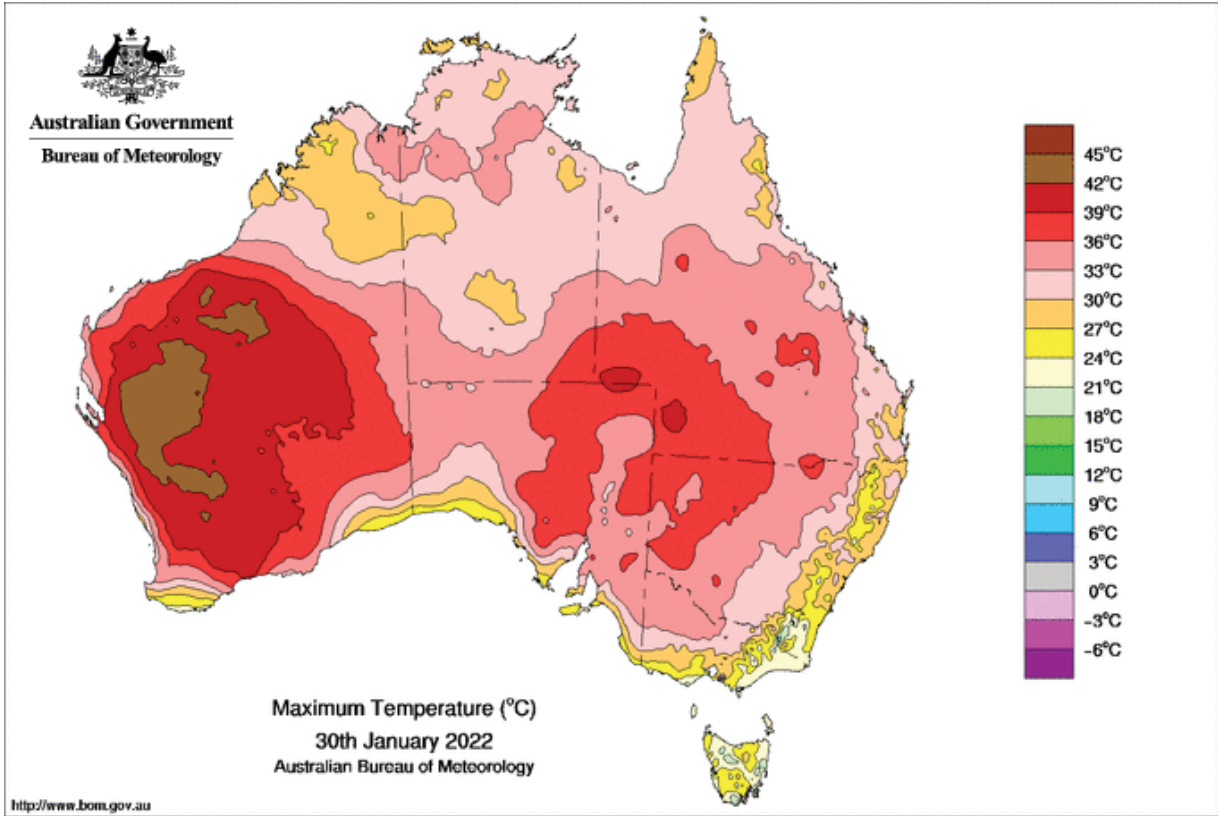 Australian Government
Bureau of Meteorology
45°C
42°C
39°C
36°C
33°C
30°C
27°C
24°C
21°C
18°C
15°C
12°C
9°C
6°C
3°C
0°C
-3°C
-6°C
Maximum Temperature (°C)
30th January 2022
Australian Bureau of Meteorology
http://www.bom.gov.au